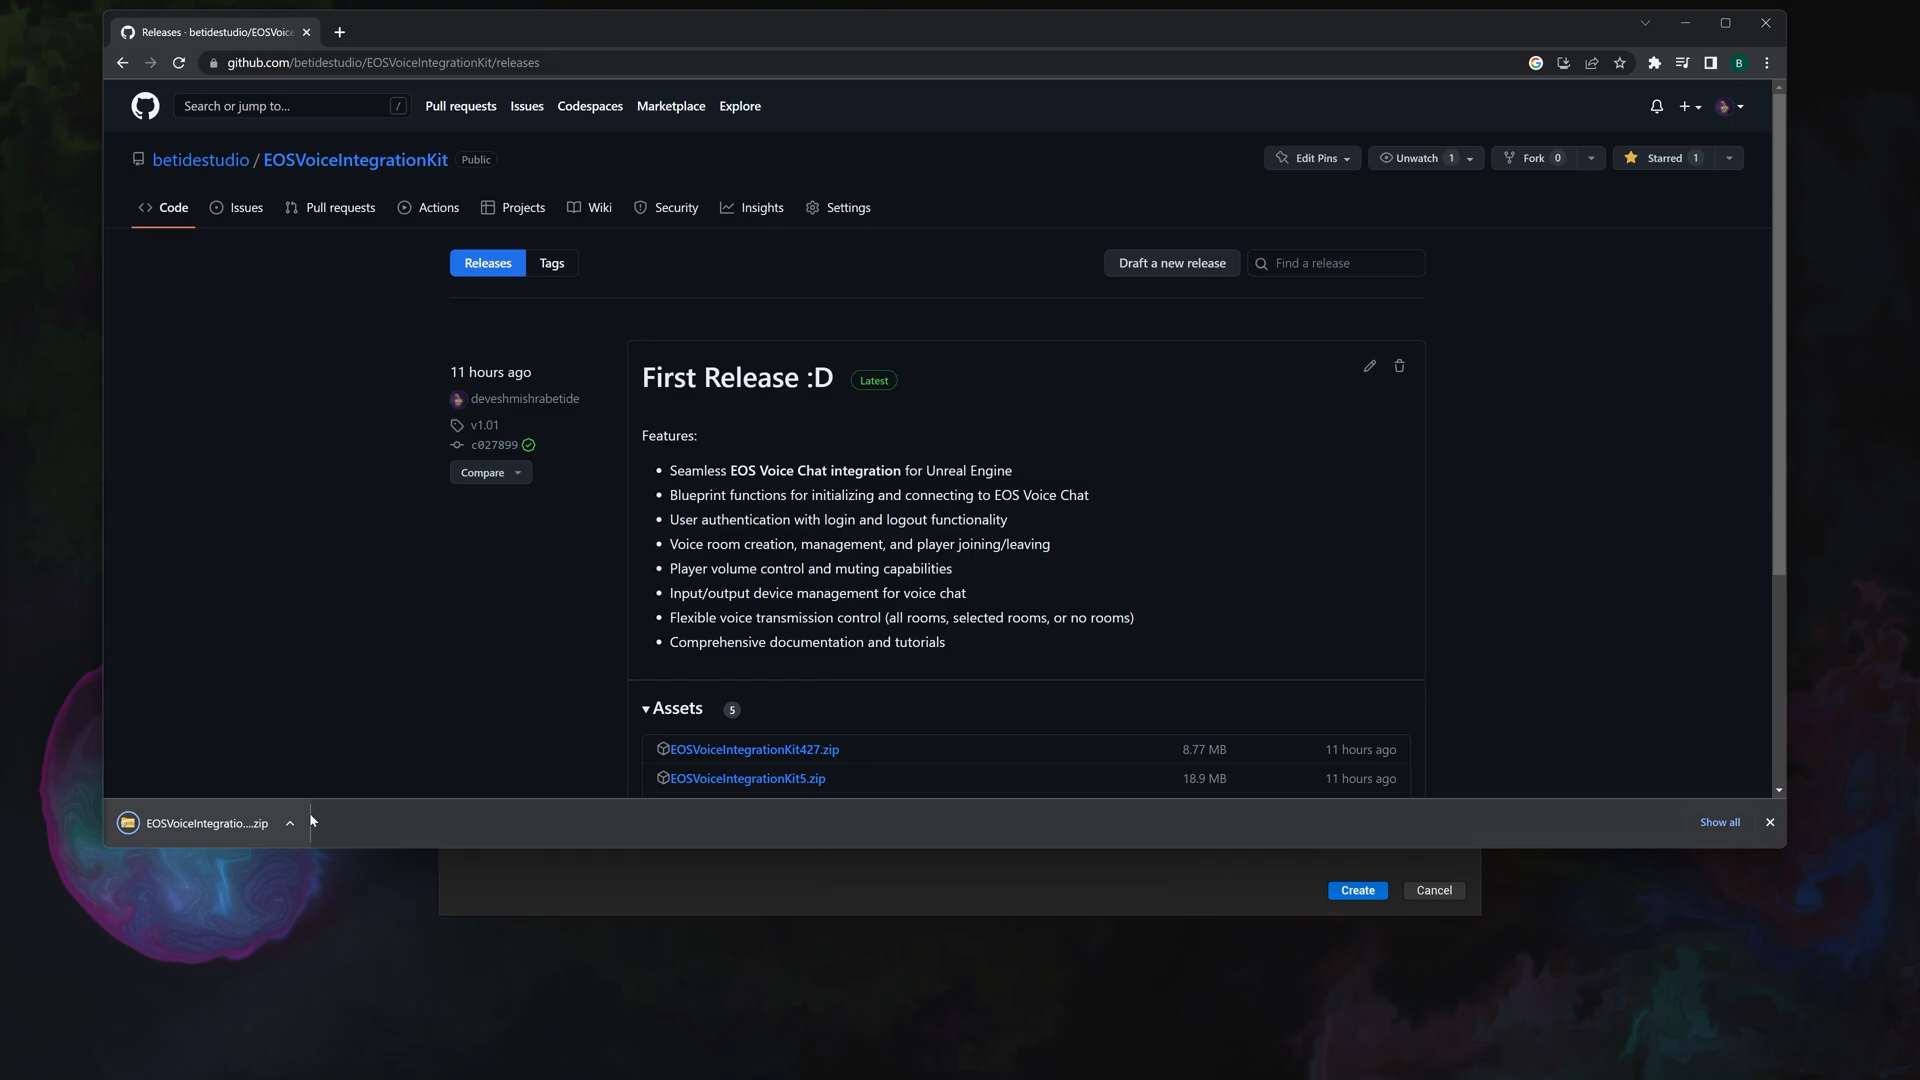 Releases · betidestudio/EOSVoice
github.com/betidestudio/EOSVoiceIntegrationKit/releases
B
Search or jump to...
/
Pull requests
Issues
Codespaces
Marketplace
Explore
betidestudio / EOSVoiceIntegrationKit
Public
Edit Pins
Unwatch 1
Fork 0
Starred 1
Code
Issues
Pull requests
Actions
Projects
Wiki
Security
Insights
Settings
Releases
Tags
Draft a new release
Find a release
11 hours ago
deveshmishrabetide
v1.01
c027899
Compare
First Release :D
Latest
Features:
• Seamless EOS Voice Chat integration for Unreal Engine
• Blueprint functions for initializing and connecting to EOS Voice Chat
• User authentication with login and logout functionality
• Voice room creation, management, and player joining/leaving
• Player volume control and muting capabilities
• Input/output device management for voice chat
• Flexible voice transmission control (all rooms, selected rooms, or no rooms)
• Comprehensive documentation and tutorials
Assets 5
EOSVoiceIntegrationKit427.zip 8.77 MB 11 hours ago
EOSVoiceIntegrationKit5.zip 18.9 MB 11 hours ago
EOSVoiceIntegratio....zip
Show all
Create
Cancel